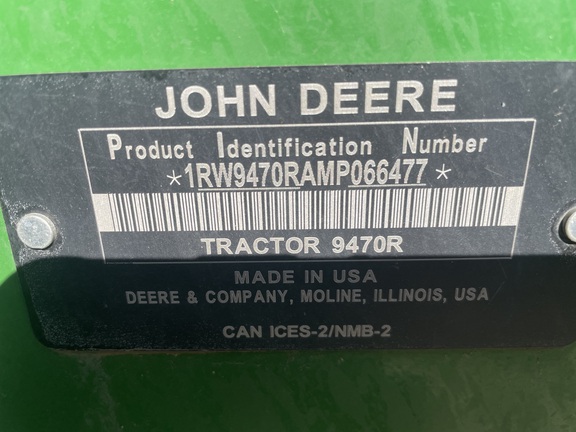 JOHN DEERE
Product Identification Number
*1RW9470RAMP066477*
TRACTOR 9470R
MADE IN USA
DEERE & COMPANY, MOLINE, ILLINOIS, USA
CAN ICES-2/NMB-2